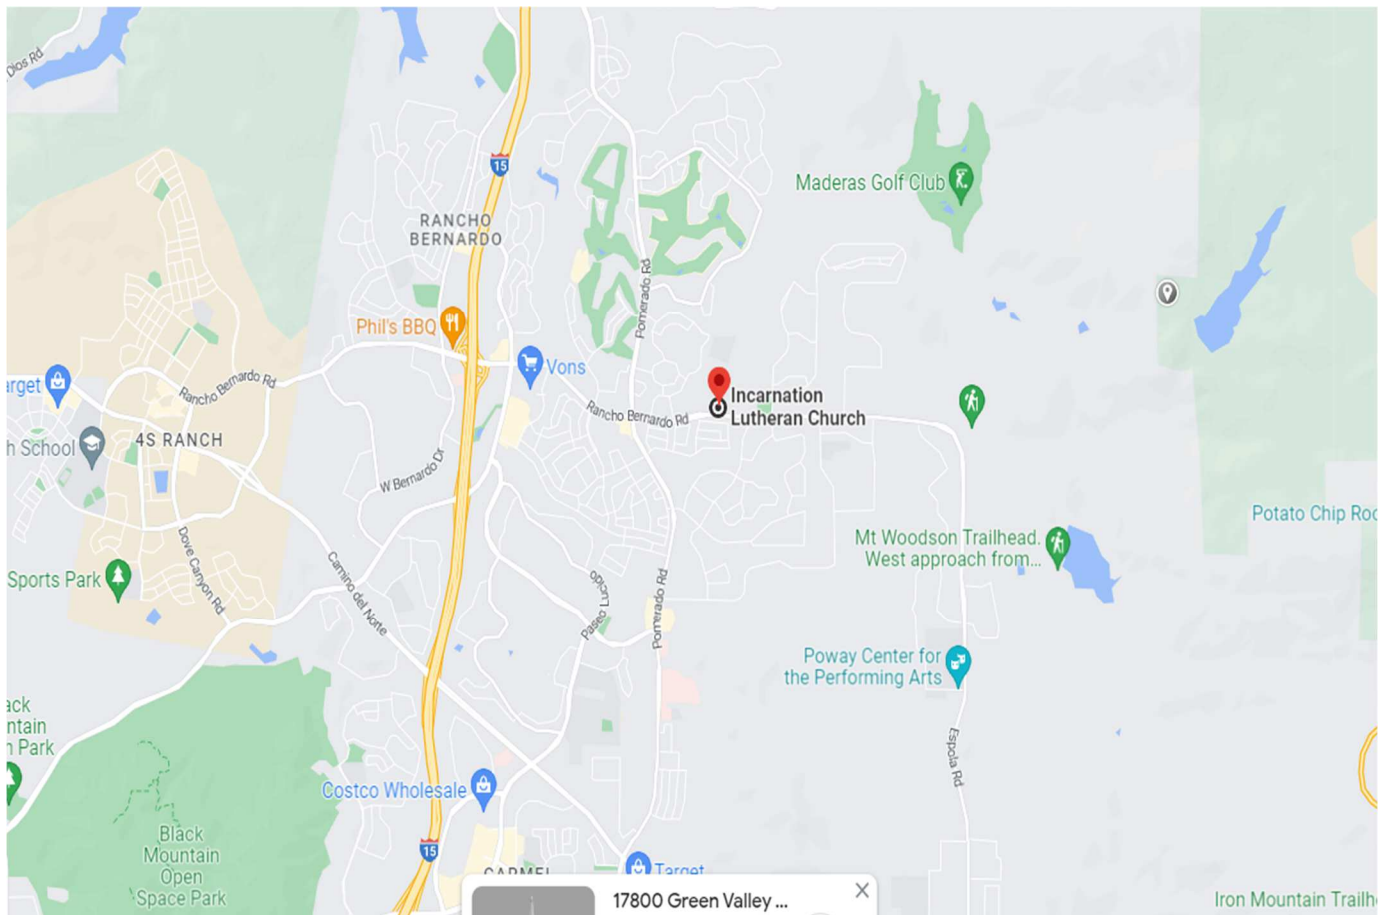 Dios Rd
15
RANCHO
BERNARDO
Maderas Golf Club
Pomerado Rd
Phil's BBQ
Vons
Rancho Bernardo Rd
arget
Incarnation
Lutheran Church
Rancho Bernardo Rd
4S RANCH
h School
W Bernardo Dr
Potato Chip Roc
Mt Woodson Trailhead.
West approach from...
Sports Park
Dove Canyon Rd
Camino del Norte
Paseo Lucido
Pomerado Rd
Poway Center for
the Performing Arts
ack
ntain
n Park
Espola Rd
Costco Wholesale
Black
Mountain
Open
Space Park
15
CARMEL
Target
17800 Green Valley ...
Iron Mountain Trailh